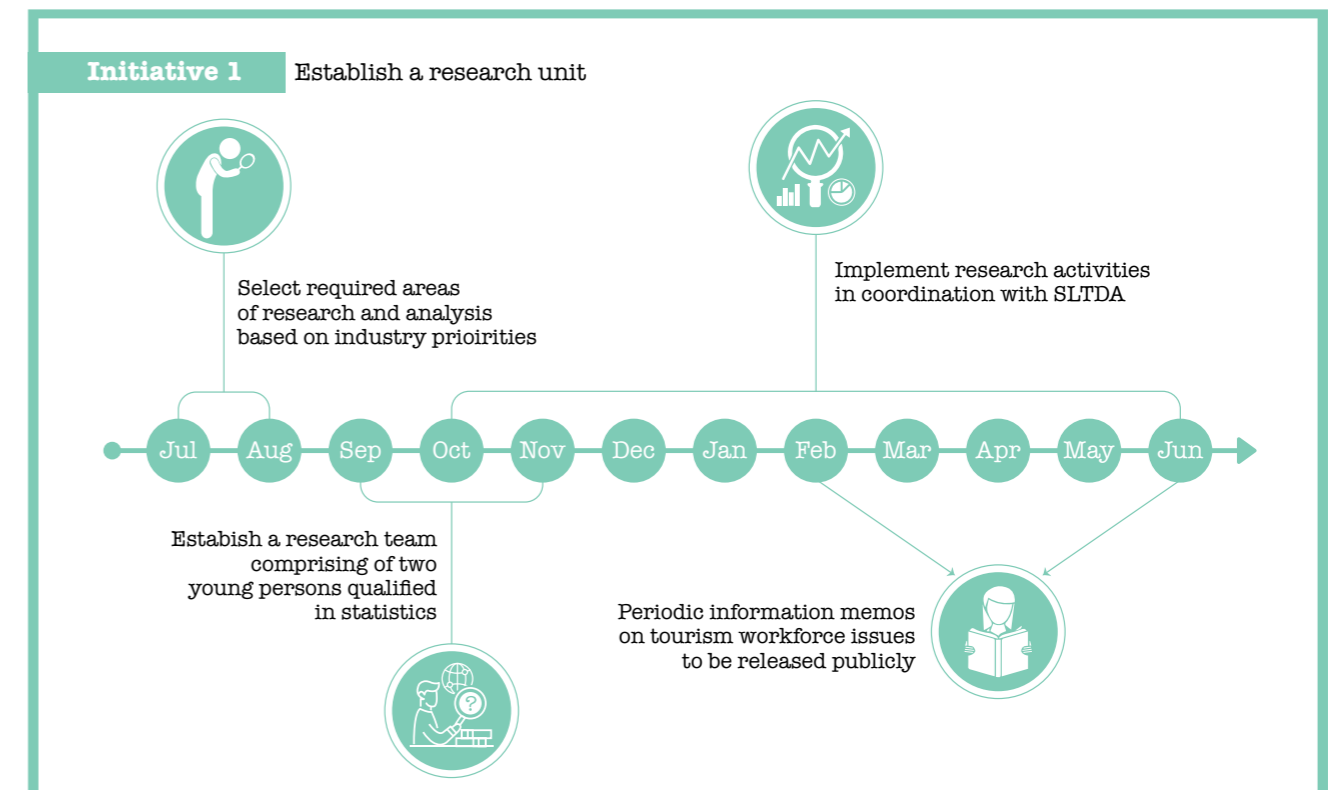 Initiative 1
Establish a research unit
Select required areas
of research and analysis
based on industry prioirities
Implement research activities
in coordination with SLTDA
Jul Aug Sep Oct Nov Dec Jan Feb Mar Apr May Jun
Estabish a research team
comprising of two
young persons qualified
in statistics
?
Periodic information memos
on tourism workforce issues
to be released publicly